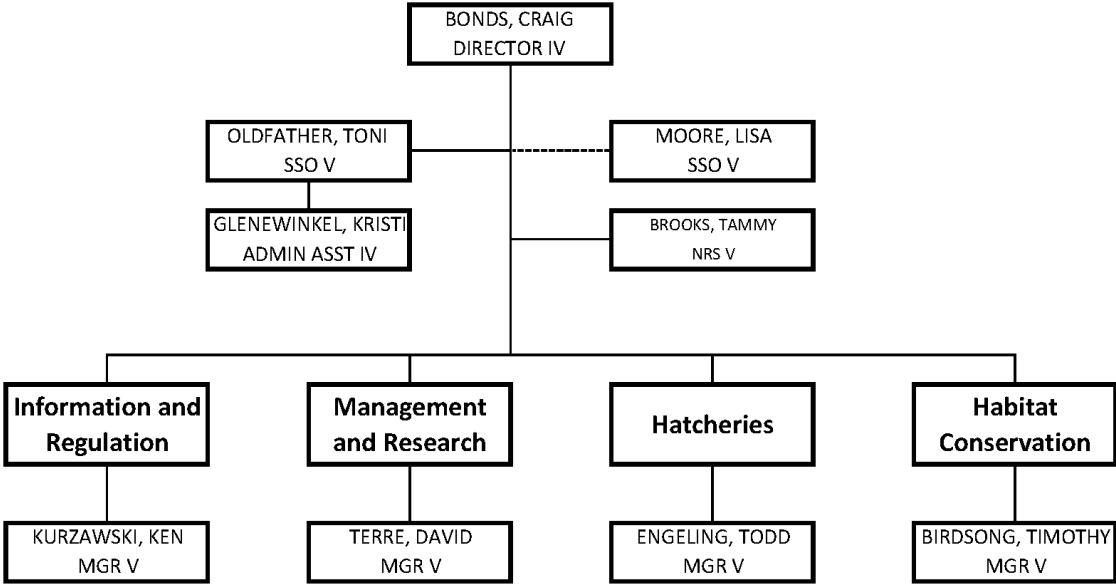 BONDS, CRAIG
DIRECTOR IV
OLDFATHER, TONI
SSO V
MOORE, LISA
SSO V
GLENEWINKEL, KRISTI
ADMIN ASST IV
BROOKS, TAMMY
NRS V
Information and
Regulation
Management
and Research
Hatcheries
Habitat
Conservation
KURZAWSKI, KEN
MGR V
TERRE, DAVID
MGR V
ENGELING, TODD
MGR V
BIRDSONG, TIMOTHY
MGR V